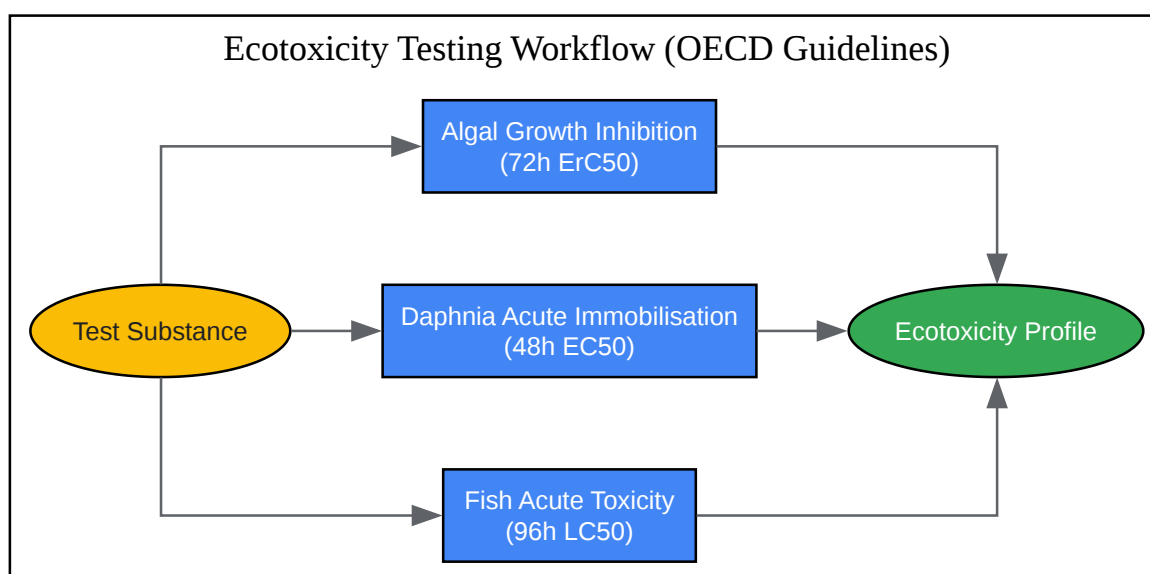 Ecotoxicity Testing Workflow (OECD Guidelines)
Algal Growth Inhibition
(72h ErC50)
Test Substance
Daphnia Acute Immobilisation
(48h EC50)
Ecotoxicity Profile
Fish Acute Toxicity
(96h LC50)